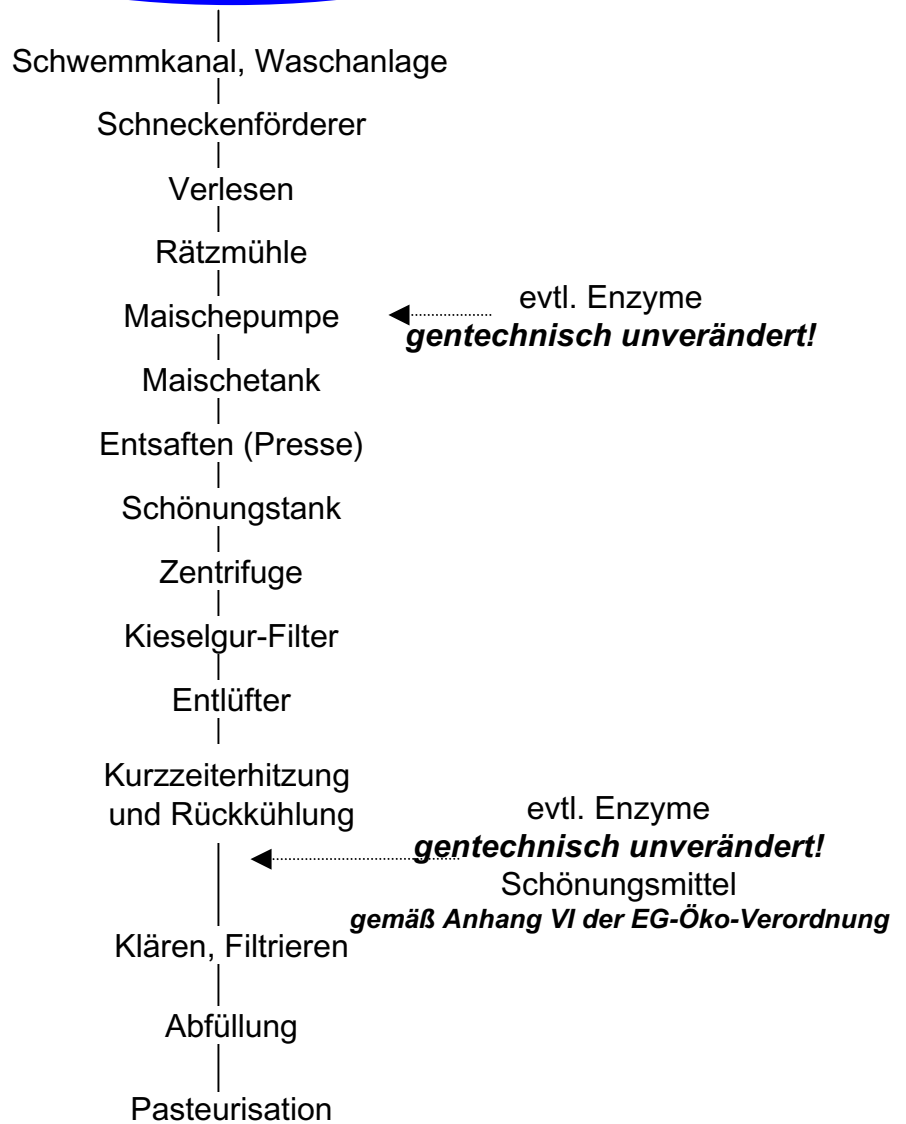 Schwemmkanal, Waschanlage
Schneckenförderer
Verlesen
Rätzmühle
evtl. Enzyme
Maischepumpe
gentechnisch unverändert!
Maischetank
Entsaften (Presse)
Schönungstank
Zentrifuge
Kieselgur-Filter
Entlüfter
Kurzzeiterhitzung
und Rückkühlung
evtl. Enzyme
gentechnisch unverändert!
Schönungsmittel
gemäß Anhang VI der EG-Öko-Verordnung
Klären, Filtrieren
Abfüllung
Pasteurisation